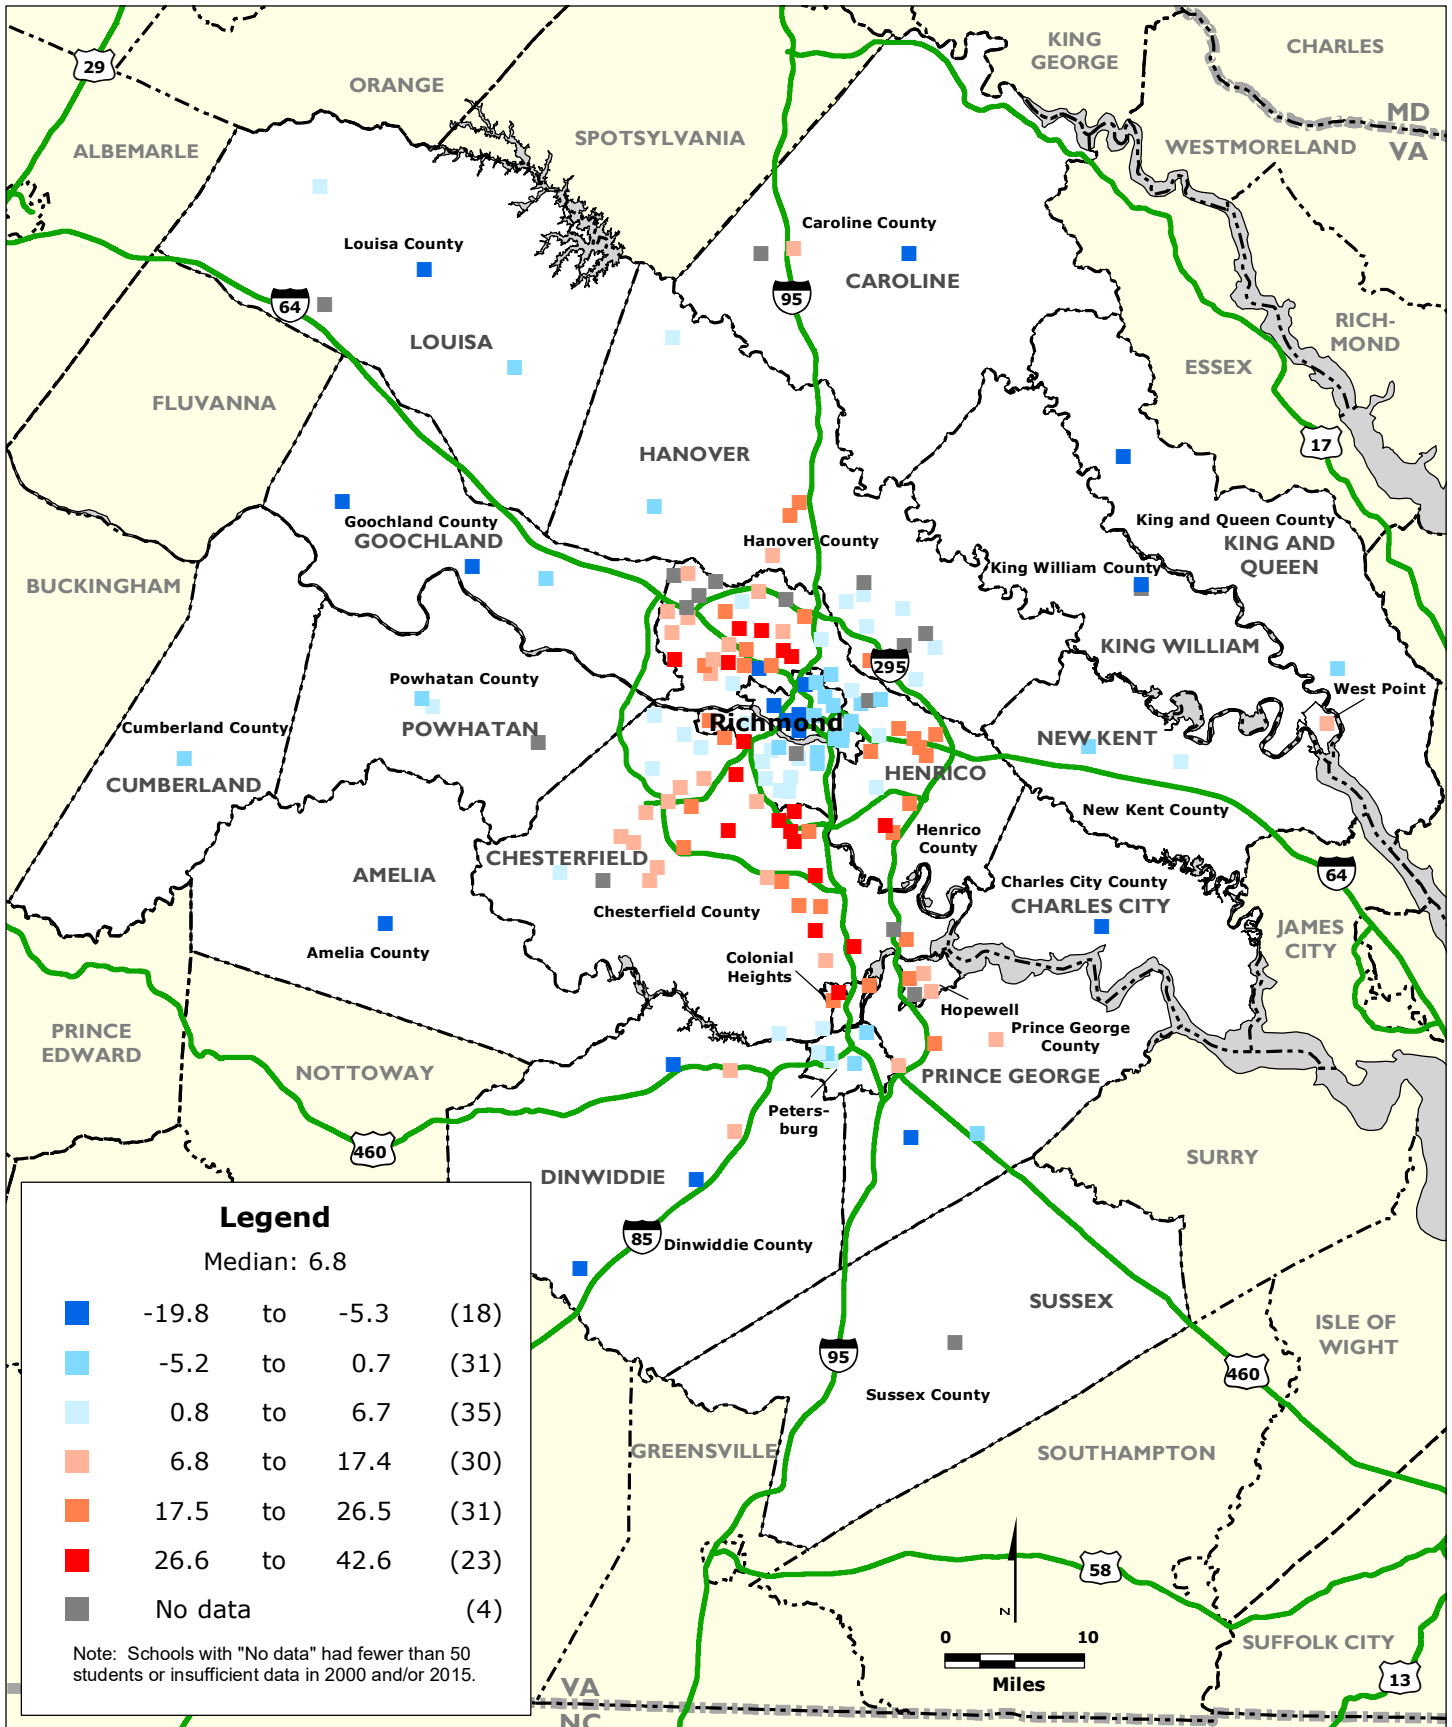 KING
GEORGE
CHARLES
29
ORANGE
MD
VA
SPOTSYLVANIA
ALBEMARLE
WESTMORELAND
Caroline County
Louisa County
CAROLINE
64
95
RICH-
MOND
LOUISA
ESSEX
FLUVANNA
17
HANOVER
Goochland County
GOOCHLAND
King and Queen County
KING AND
QUEEN
Hanover County
King William County
BUCKINGHAM
KING WILLIAM
295
Powhatan County
West Point
Cumberland County
POWHATAN
Richmond
NEW KENT
CUMBERLAND
HENRICO
New Kent County
Henrico
County
CHESTERFIELD
AMELIA
64
Charles City County
CHARLES CITY
Chesterfield County
JAMES
CITY
Amelia County
Colonial
Heights
Hopewell
PRINCE
EDWARD
Prince George
County
NOTTOWAY
PRINCE GEORGE
Peters-
burg
460
SURRY
DINWIDDIE
85
Dinwiddie County
SUSSEX
ISLE OF
WIGHT
95
460
Sussex County
GREENSVILLE
SOUTHAMPTON
58
SUFFOLK CITY
13
Legend
Median: 6.8
-19.8 to -5.3 (18)
-5.2 to 0.7 (31)
0.8 to 6.7 (35)
6.8 to 17.4 (30)
17.5 to 26.5 (31)
26.6 to 42.6 (23)
No data (4)
Note: Schools with "No data" had fewer than 50
students or insufficient data in 2000 and/or 2015.
N
0 10
Miles
VA
NC